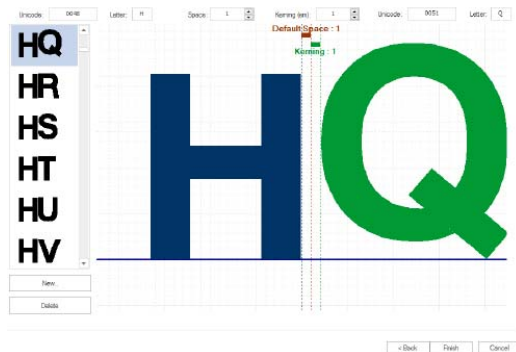 Unicode: 0048 Letter: H Space: 1 Kerning (em): 1 Unicode: 0051 Letter: Q
Default Space : 1
Kerning : 1
HQ
HR
HS
HT
HU
HV
HQ
New...
Delete
< Back Finish Cancel